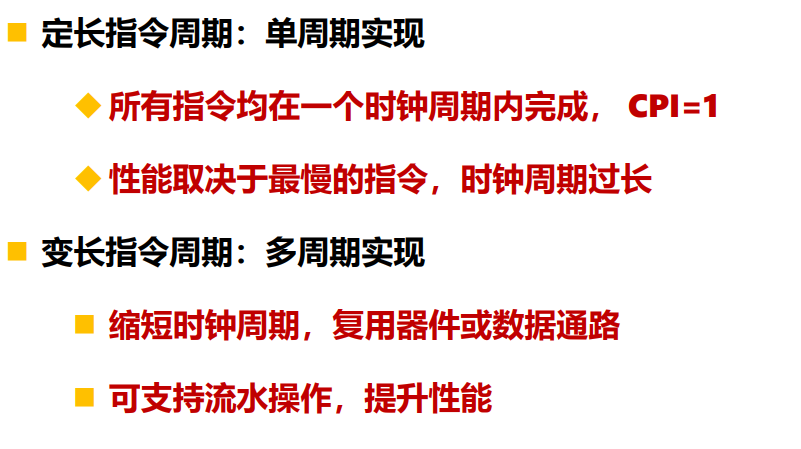 定长指令周期：单周期实现
所有指令均在一个时钟周期内完成， CPI=1
性能取决于最慢的指令，时钟周期过长
变长指令周期：多周期实现
缩短时钟周期，复用器件或数据通路
可支持流水操作，提升性能